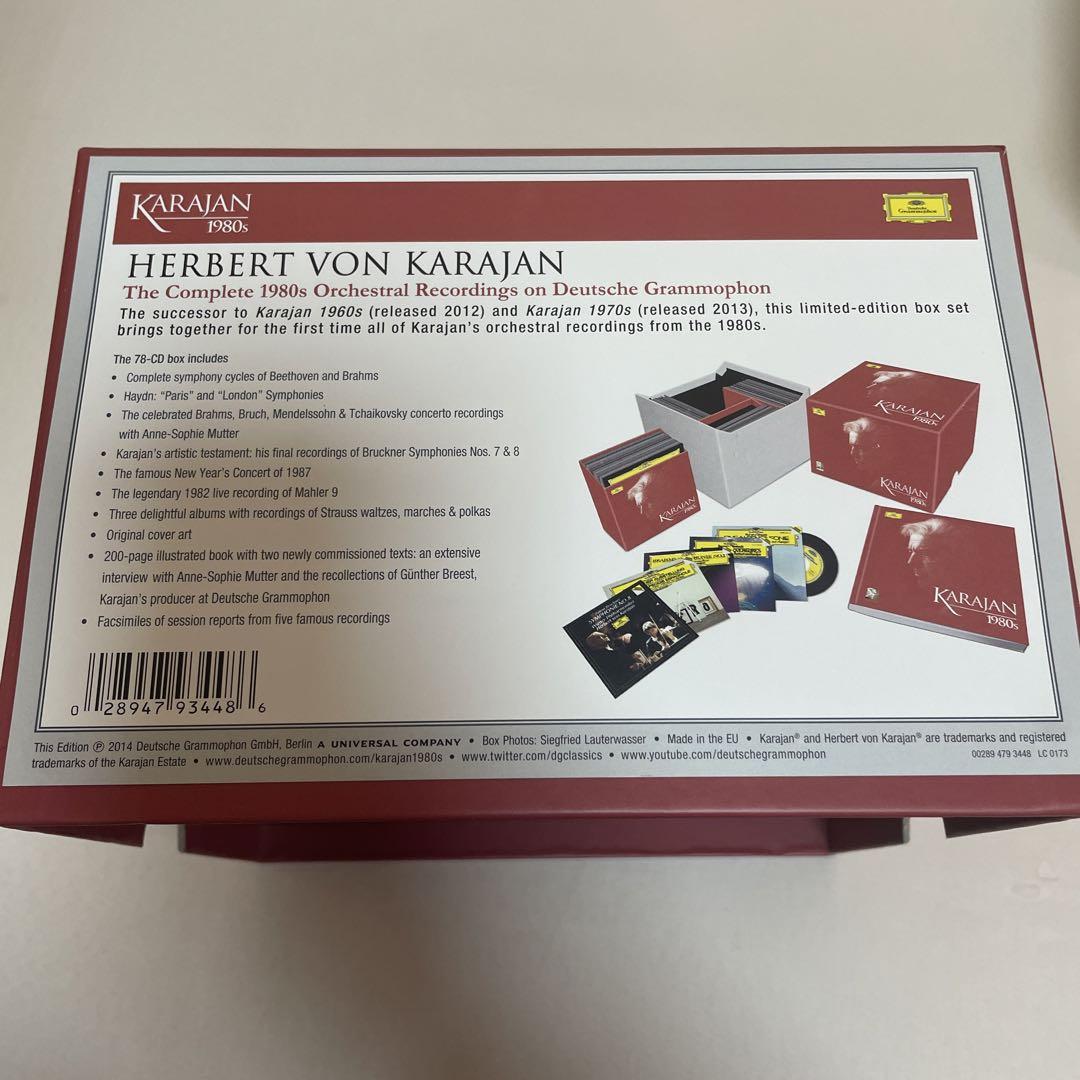 KARAJAN
1980s
Deutsche
Grammophon
HERBERT VON KARAJAN
The Complete 1980s Orchestral Recordings on Deutsche Grammophon
The successor to Karajan 1960s (released 2012) and Karajan 1970s (released 2013), this limited-edition box set
brings together for the first time all of Karajan's orchestral recordings from the 1980s.
The 78-CD box includes
• Complete symphony cycles of Beethoven and Brahms
• Haydn: “Paris” and “London” Symphonies
• The celebrated Brahms, Bruch, Mendelssohn & Tchaikovsky concerto recordings
with Anne-Sophie Mutter
• Karajan's artistic testament: his final recordings of Bruckner Symphonies Nos. 7 & 8
• The famous New Year's Concert of 1987
• The legendary 1982 live recording of Mahler 9
• Three delightful albums with recordings of Strauss waltzes, marches & polkas
• Original cover art
• 200-page illustrated book with two newly commissioned texts: an extensive
interview with Anne-Sophie Mutter and the recollections of Günther Breest,
Karajan's producer at Deutsche Grammophon
• Facsimiles of session reports from five famous recordings
KARAJAN
1980s
KARAJAN
1980s
KARAJAN
1980s
KARAJAN
1980s
0 28947 93448 6
This Edition ℗ 2014 Deutsche Grammophon GmbH, Berlin A UNIVERSAL COMPANY • Box Photos: Siegfried Lauterwasser • Made in the EU • Karajan® and Herbert von Karajan® are trademarks and registered
trademarks of the Karajan Estate • www.deutschegrammophon.com/karajan1980s • www.twitter.com/dgclassics • www.youtube.com/deutschegrammophon
00289 479 3448 LC 0173